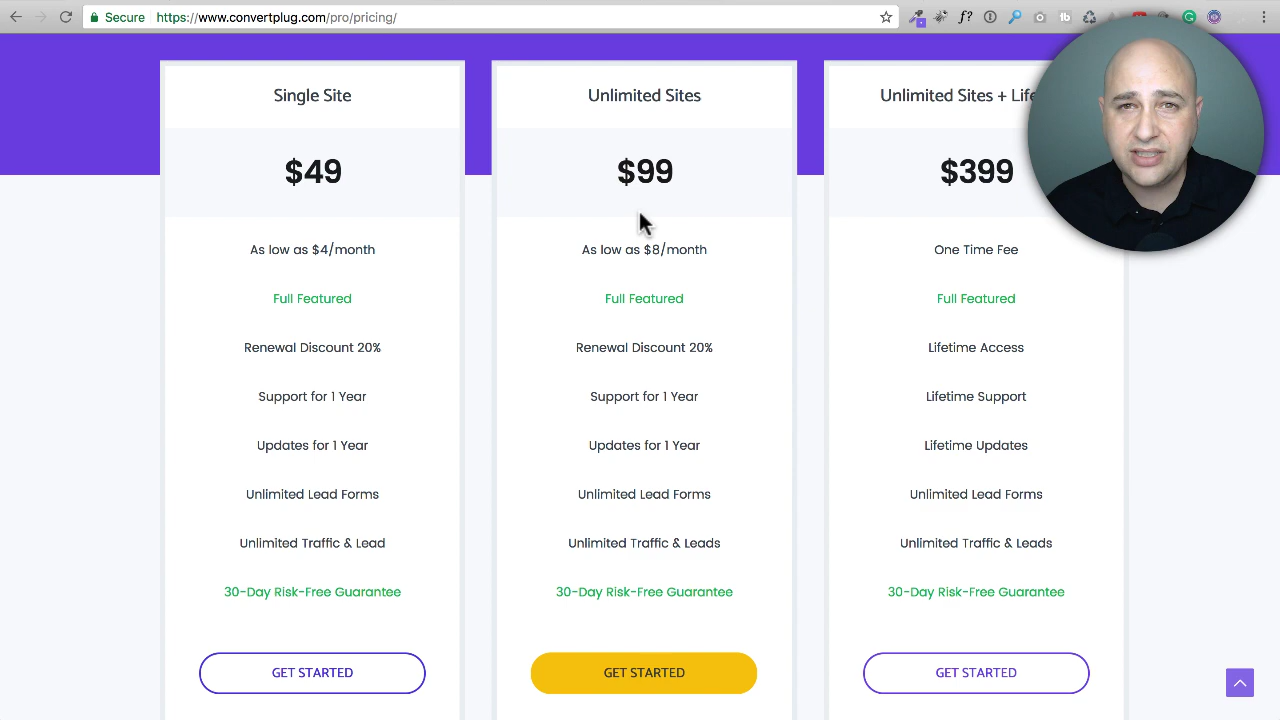 Secure
https://www.convertplug.com/pro/pricing/
Single Site
$49
As low as $4/month
Full Featured
Renewal Discount 20%
Support for 1 Year
Updates for 1 Year
Unlimited Lead Forms
Unlimited Traffic & Lead
30-Day Risk-Free Guarantee
GET STARTED
Unlimited Sites
$99
As low as $8/month
Full Featured
Renewal Discount 20%
Support for 1 Year
Updates for 1 Year
Unlimited Lead Forms
Unlimited Traffic & Leads
30-Day Risk-Free Guarantee
GET STARTED
Unlimited Sites +
$399
One Time Fee
Full Featured
Lifetime Access
Lifetime Support
Lifetime Updates
Unlimited Lead Forms
Unlimited Traffic & Leads
30-Day Risk-Free Guarantee
GET STARTED